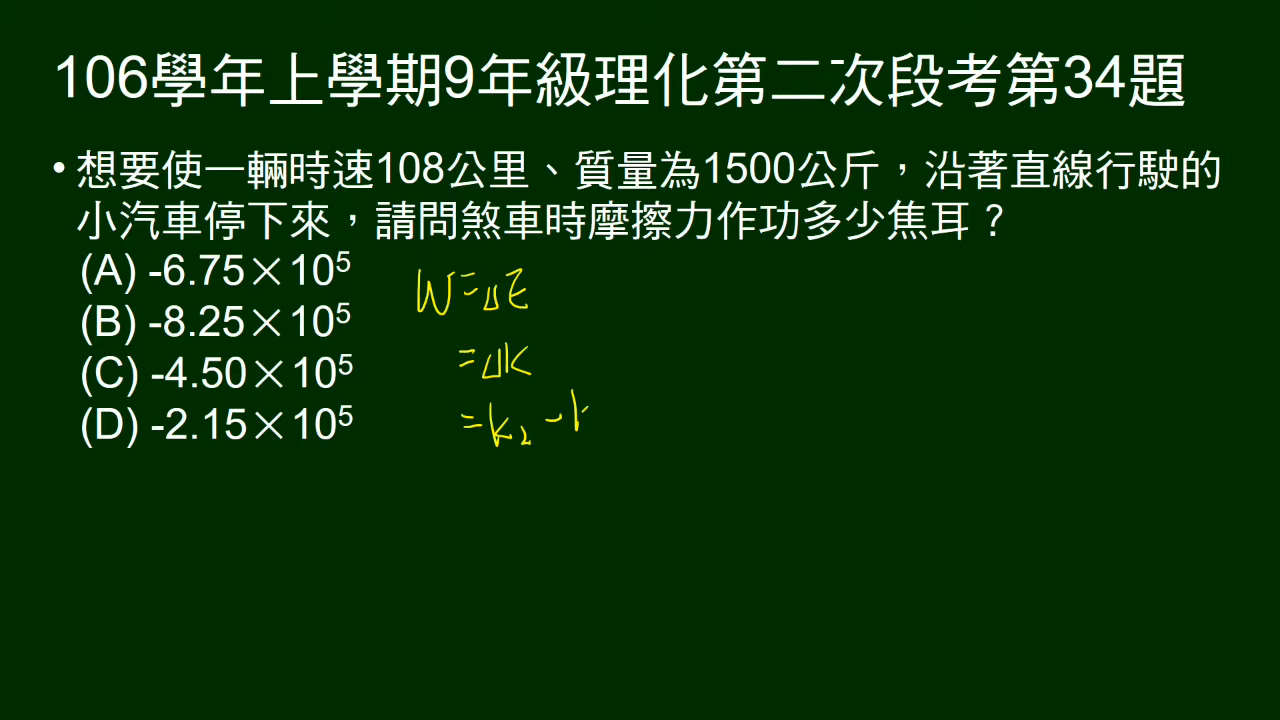 106學年上學期9年級理化第二次段考第34題
• 想要使一輛時速108公里、質量為1500公斤，沿著直線行駛的
小汽車停下來，請問煞車時摩擦力作功多少焦耳？
(A) -6.75×10⁵
(B) -8.25×10⁵
(C) -4.50×10⁵
(D) -2.15×10⁵
W=ΔE
=ΔK
=K₂-k